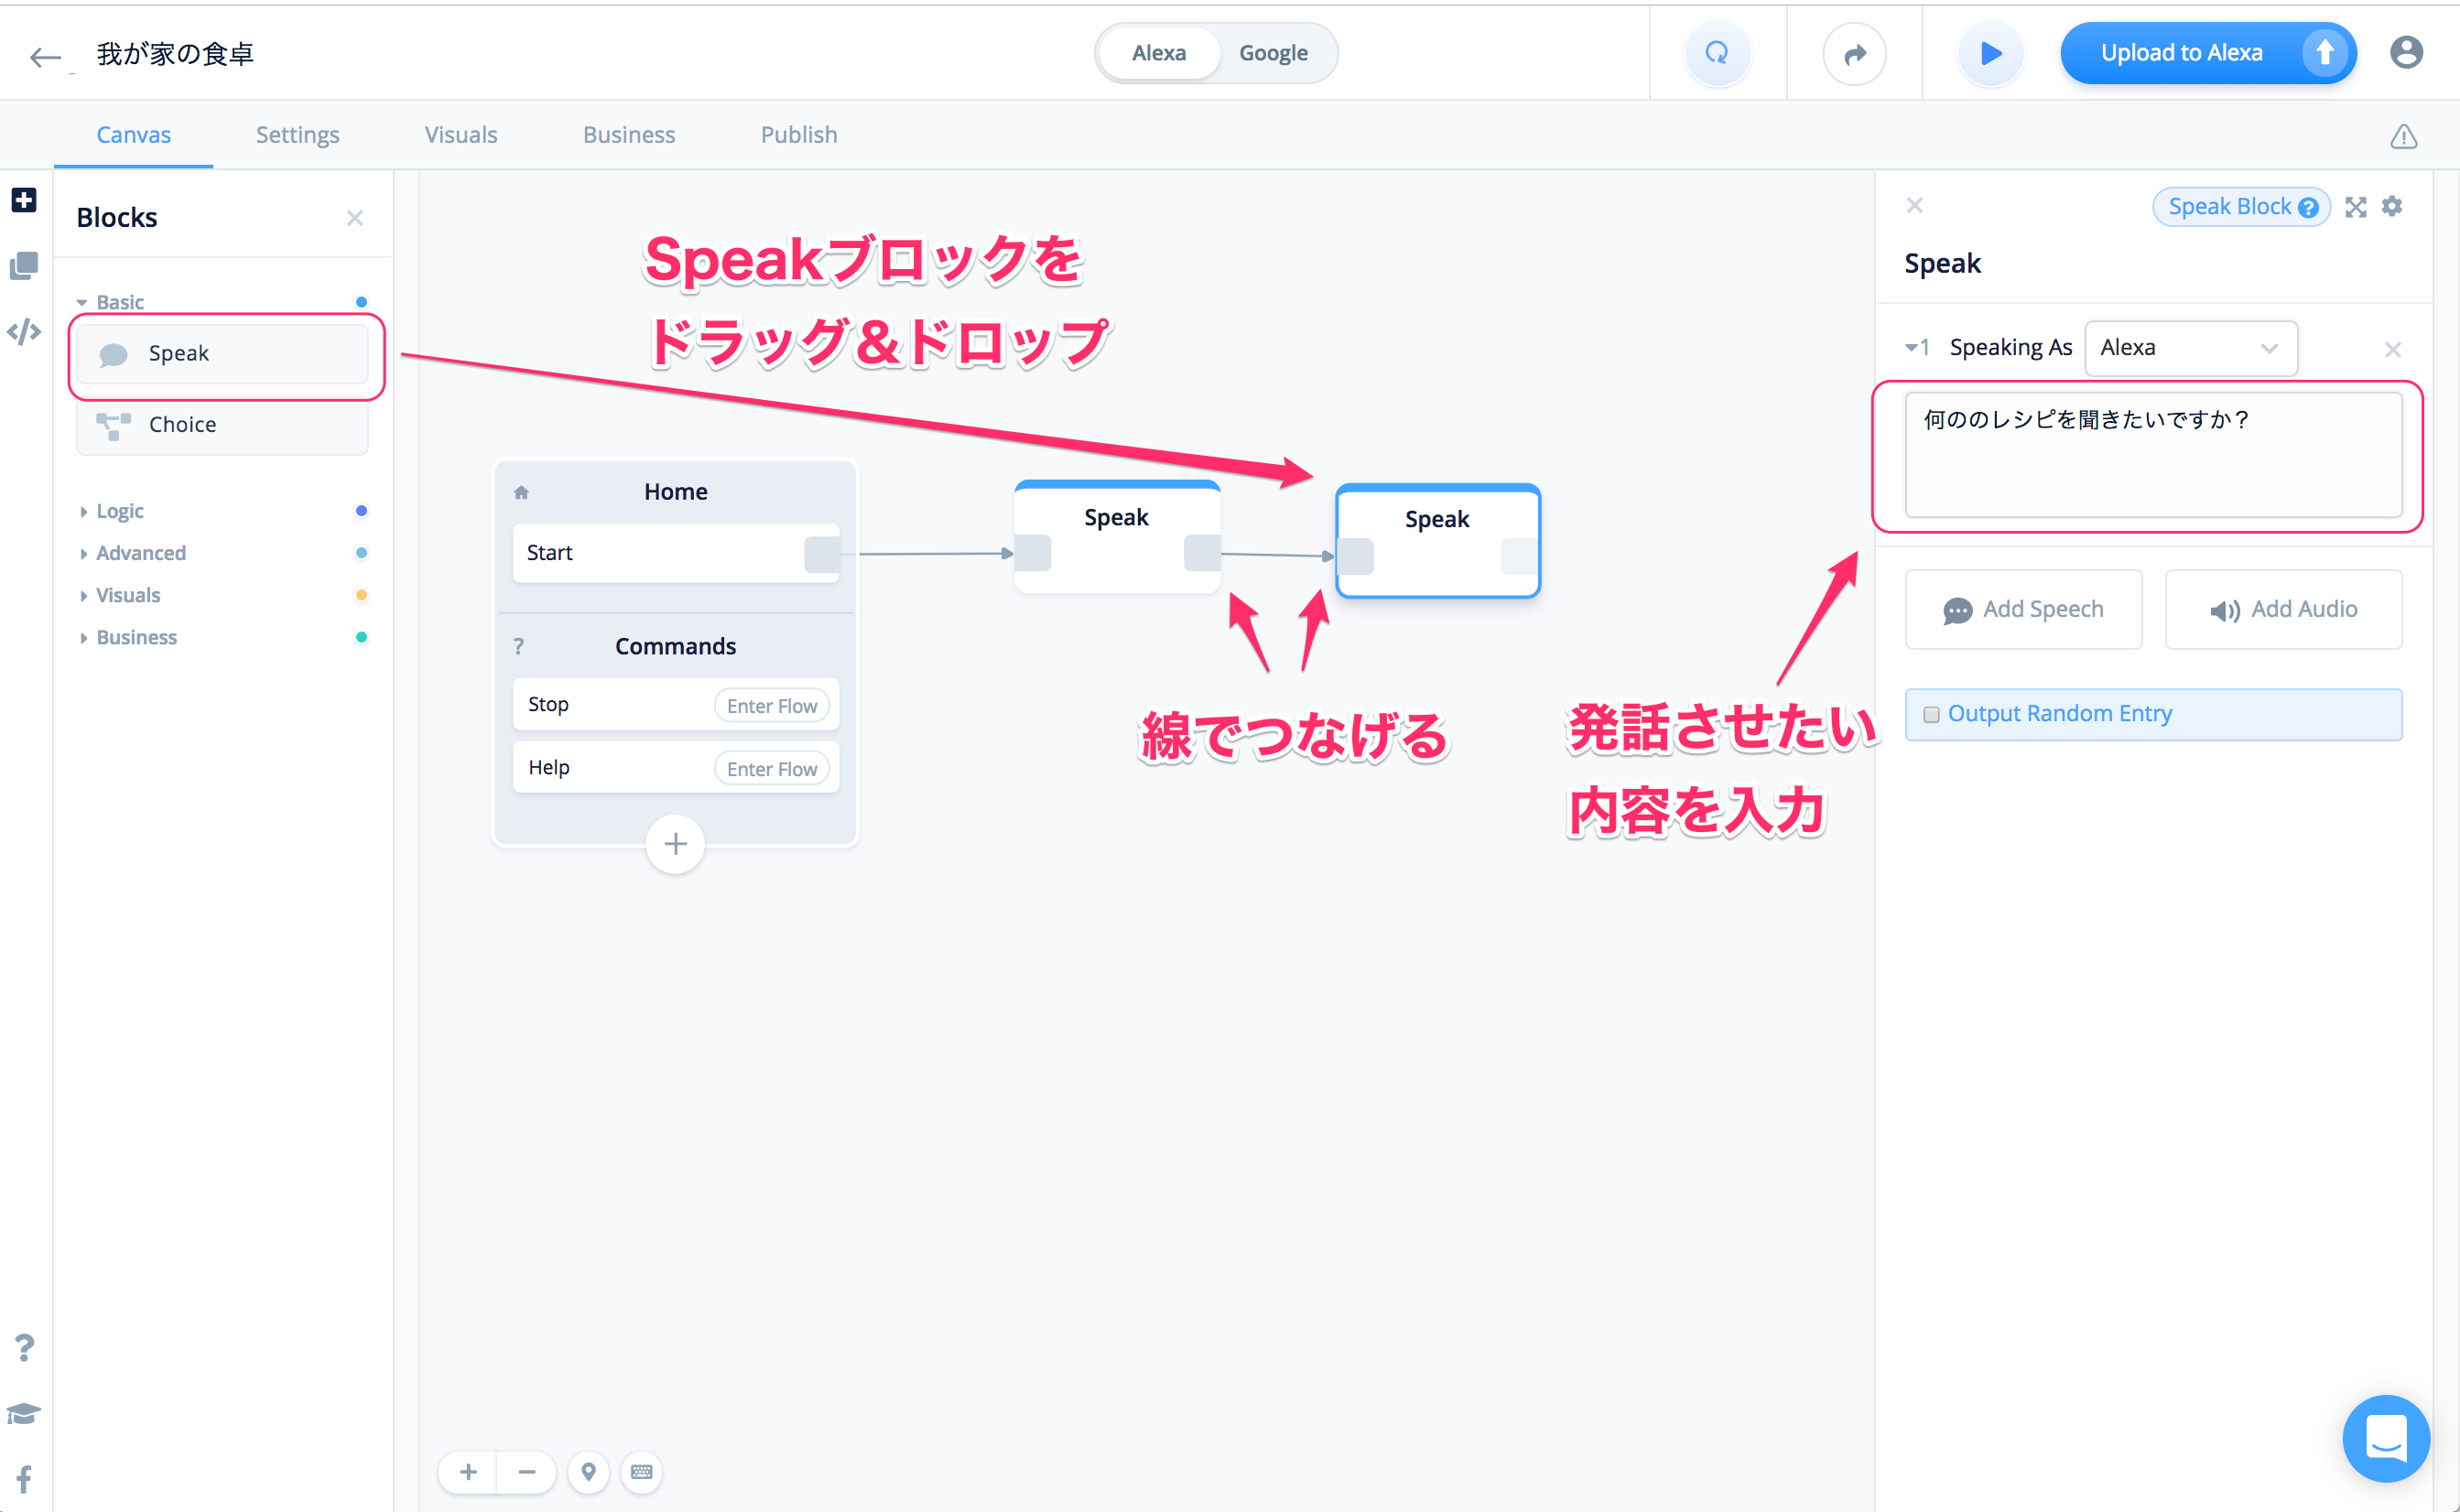 我が家の食卓
Alexa
Google
Upload to Alexa
Canvas
Settings
Visuals
Business
Publish
Blocks
Basic
Speak
Choice
Logic
Advanced
Visuals
Business
Speakブロックを
ドラッグ＆ドロップ
Home
Start
Commands
?
Stop
Enter Flow
Help
Enter Flow
Speak
Speak
線でつなげる
発話させたい
内容を入力
Speak Block ?
Speak
1 Speaking As
Alexa
何ののレシピを聞きたいですか？
Add Speech
Add Audio
Output Random Entry